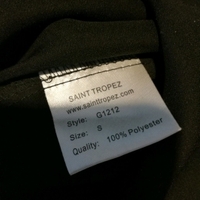 SAINT TROPEZ
www.sainttropez.com
Style: G1212
Size: S
Quality: 100% Polyester